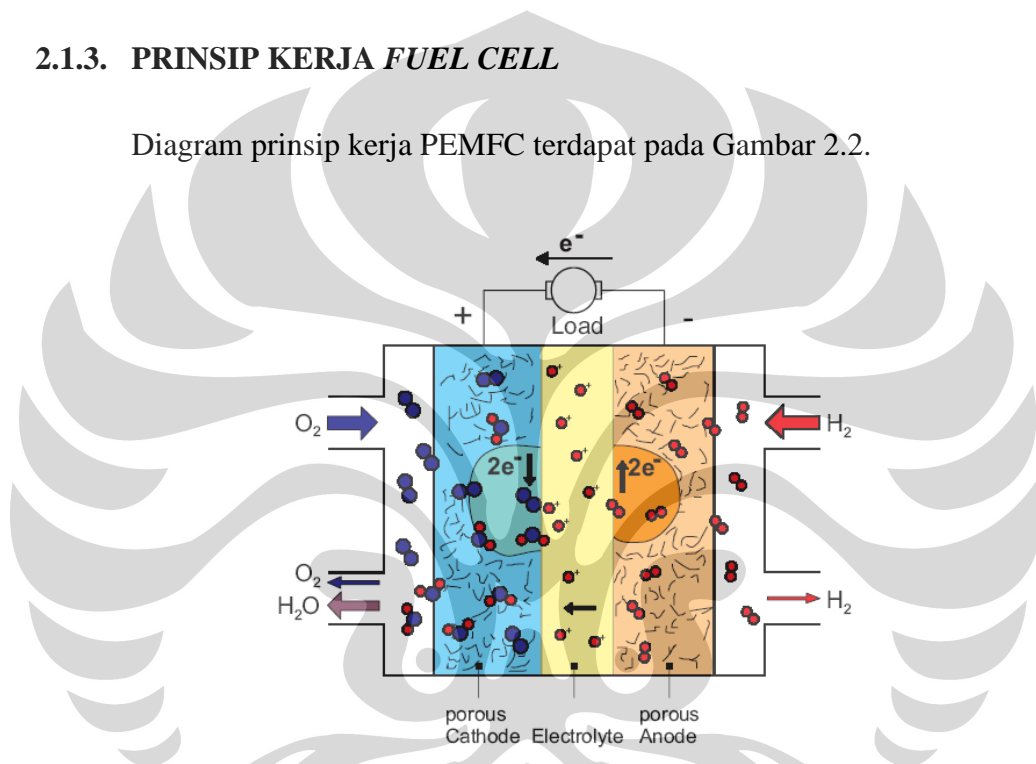 2.1.3. PRINSIP KERJA FUEL CELL
Diagram prinsip kerja PEMFC terdapat pada Gambar 2.2.
e⁻
+ Load -
O₂ H₂
2e⁻ 2e⁻
O₂ H₂
H₂O
porous porous
Cathode Electrolyte Anode